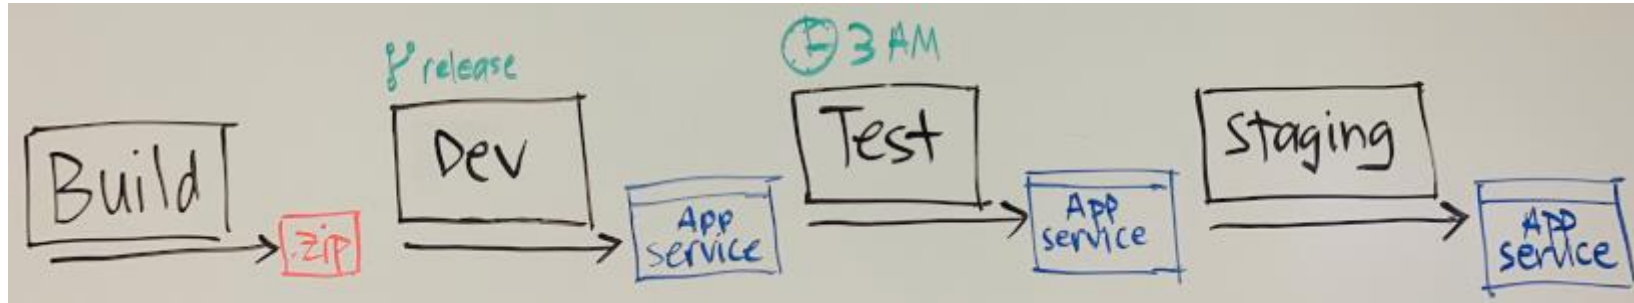 Build
.zip
release
Dev
App
service
3 AM
Test
App
service
Staging
App
service